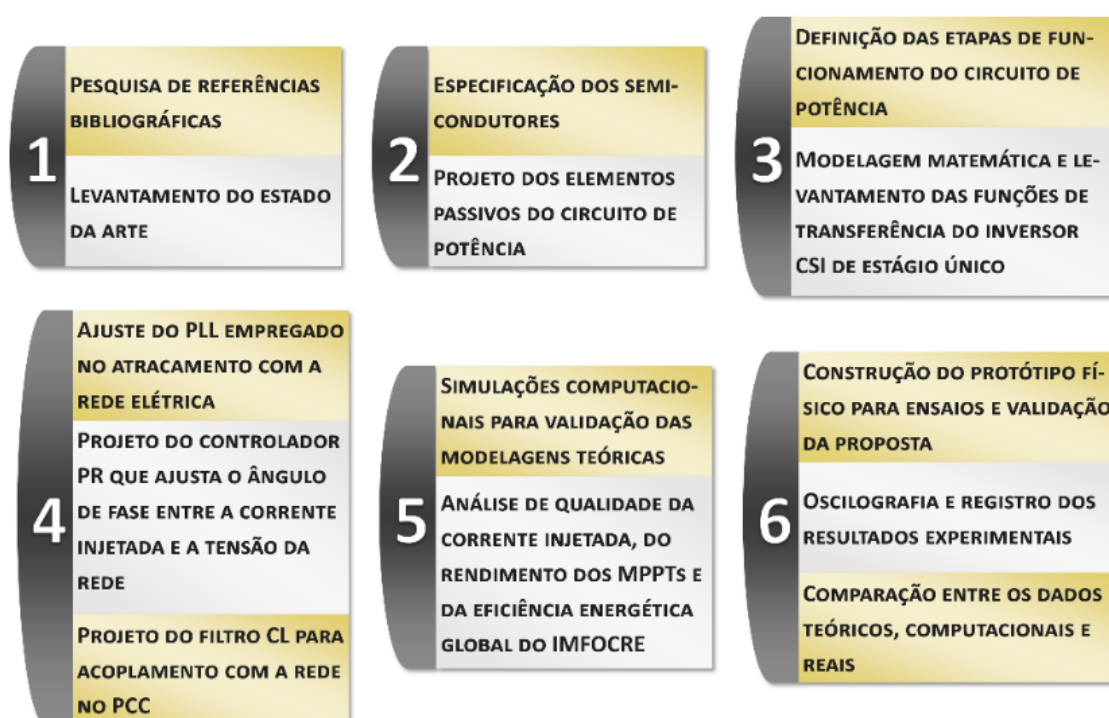 1
PESQUISA DE REFERÊNCIAS
BIBLIOGRÁFICAS
LEVANTAMENTO DO ESTADO
DA ARTE
2
ESPECIFICAÇÃO DOS SEMI-
CONDUTORES
PROJETO DOS ELEMENTOS
PASSIVOS DO CIRCUITO DE
POTÊNCIA
3
DEFINIÇÃO DAS ETAPAS DE FUN-
CIONAMENTO DO CIRCUITO DE
POTÊNCIA
MODELAGEM MATEMÁTICA E LE-
VANTAMENTO DAS FUNÇÕES DE
TRANSFERÊNCIA DO INVERSOR
CSI DE ESTÁGIO ÚNICO
4
AJUSTE DO PLL EMPREGADO
NO ATRACAMENTO COM A
REDE ELÉTRICA
PROJETO DO CONTROLADOR
PR QUE AJUSTA O ÂNGULO
DE FASE ENTRE A CORRENTE
INJETADA E A TENSÃO DA
REDE
PROJETO DO FILTRO CL PARA
ACOPLAMENTO COM A REDE
NO PCC
5
SIMULAÇÕES COMPUTACIO-
NAIS PARA VALIDAÇÃO DAS
MODELAGENS TEÓRICAS
ANÁLISE DE QUALIDADE DA
CORRENTE INJETADA, DO
RENDIMENTO DOS MPPTS E
DA EFICIÊNCIA ENERGÉTICA
GLOBAL DO IMFOCRE
6
CONSTRUÇÃO DO PROTÓTIPO FÍ-
SICO PARA ENSAIOS E VALIDAÇÃO
DA PROPOSTA
OSCILOGRAFIA E REGISTRO DOS
RESULTADOS EXPERIMENTAIS
COMPARAÇÃO ENTRE OS DADOS
TEÓRICOS, COMPUTACIONAIS E
REAIS